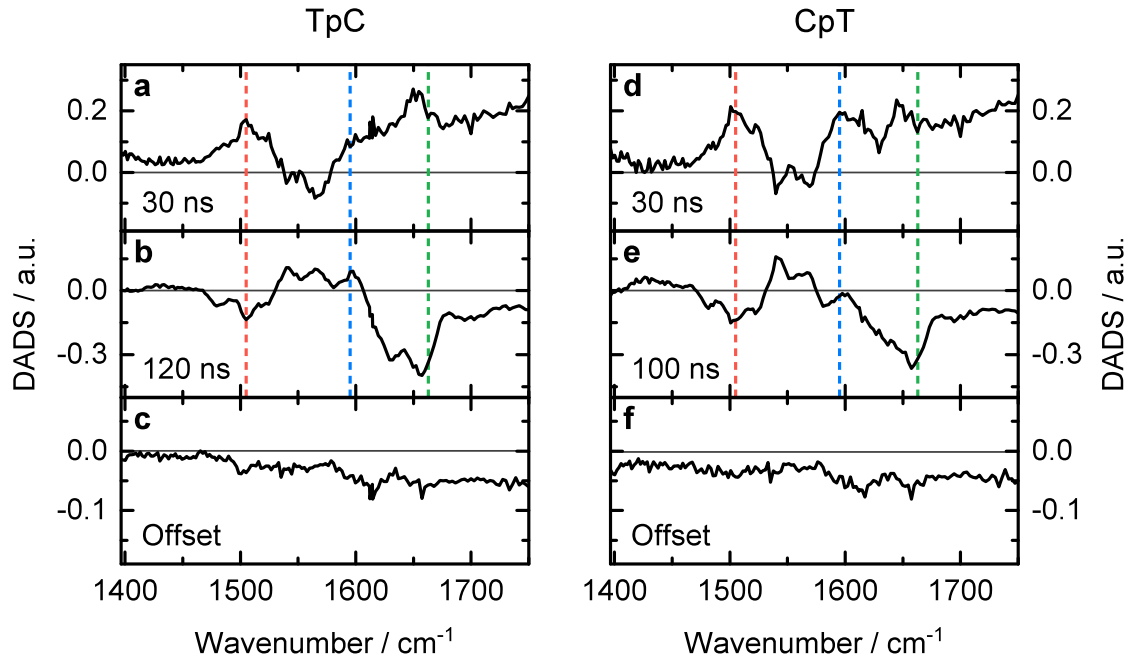 TpC
CpT
a
0.2
0.0
30 ns
d
0.2
0.0
30 ns
b
0.0
-0.3
120 ns
e
0.0
-0.3
100 ns
c
0.0
-0.1
Offset
f
0.0
-0.1
Offset
DADS / a.u.
DADS / a.u.
1400 1500 1600 1700
1400 1500 1600 1700
Wavenumber / cm⁻¹
Wavenumber / cm⁻¹